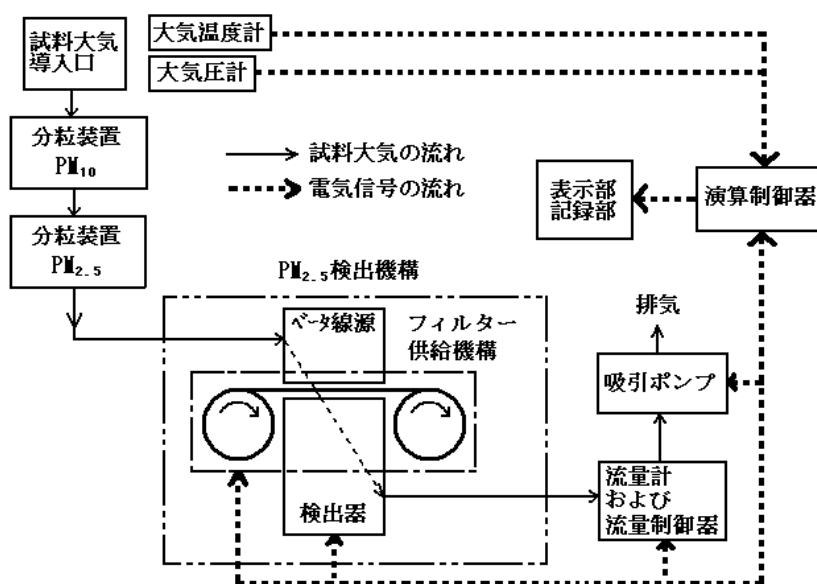 試料大気
導入口
大気温度計
大気圧計
分粒装置
PM₁₀
試料大気の流れ
電気信号の流れ
表示部
記録部
演算制御器
分粒装置
PM₂.₅
PM₂.₅検出機構
ベータ線源
フィルター
供給機構
排気
吸引ポンプ
検出器
流量計
および
流量制御器